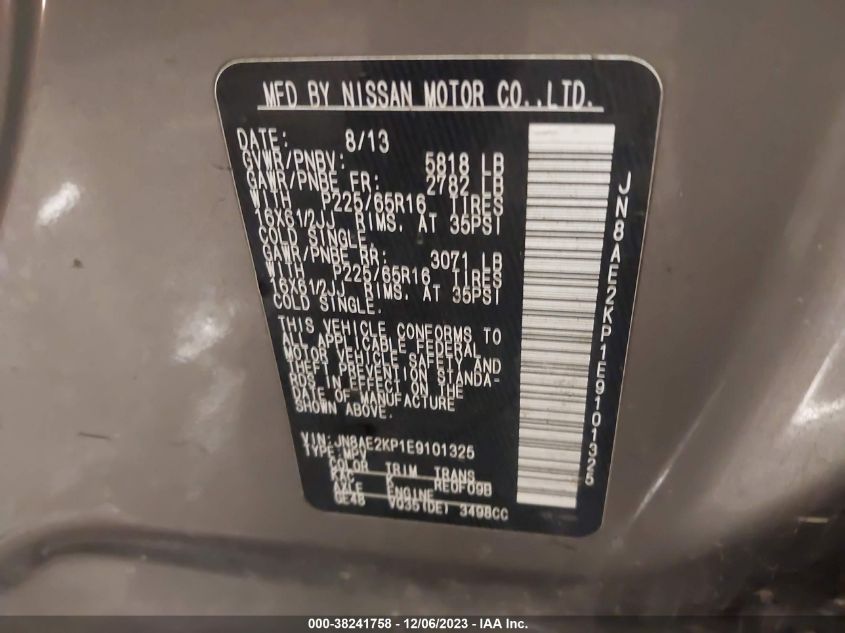 MFD BY NISSAN MOTOR CO.,LTD.
DATE: 8/13
GVWR/PNBV: 5818 LB
GAWR/PNBE FR: 2782 LB
WITH P225/65R16 TIRES
16X61/2JJ RIMS. AT 35PSI
COLD SINGLE.
GAWR/PNBE RR: 3071 LB
WITH P225/65R16 TIRES
16X61/2JJ RIMS. AT 35PSI
COLD SINGLE.
THIS VEHICLE CONFORMS TO
ALL APPLICABLE FEDERAL
MOTOR VEHICLE SAFETY AND
THEFT PREVENTION STANDA-
RDS IN EFFECT ON THE
DATE OF MANUFACTURE
SHOWN ABOVE.
VIN: JN8AE2KP1E9101325
TYPE: MPV
COLOR TRIM TRANS
K RE0F09B
AXLE ENGINE
VQ35(DE) 3498CC
JN8AE2KP1E9101325
000-38241758 - 12/06/2023 - IAA Inc.